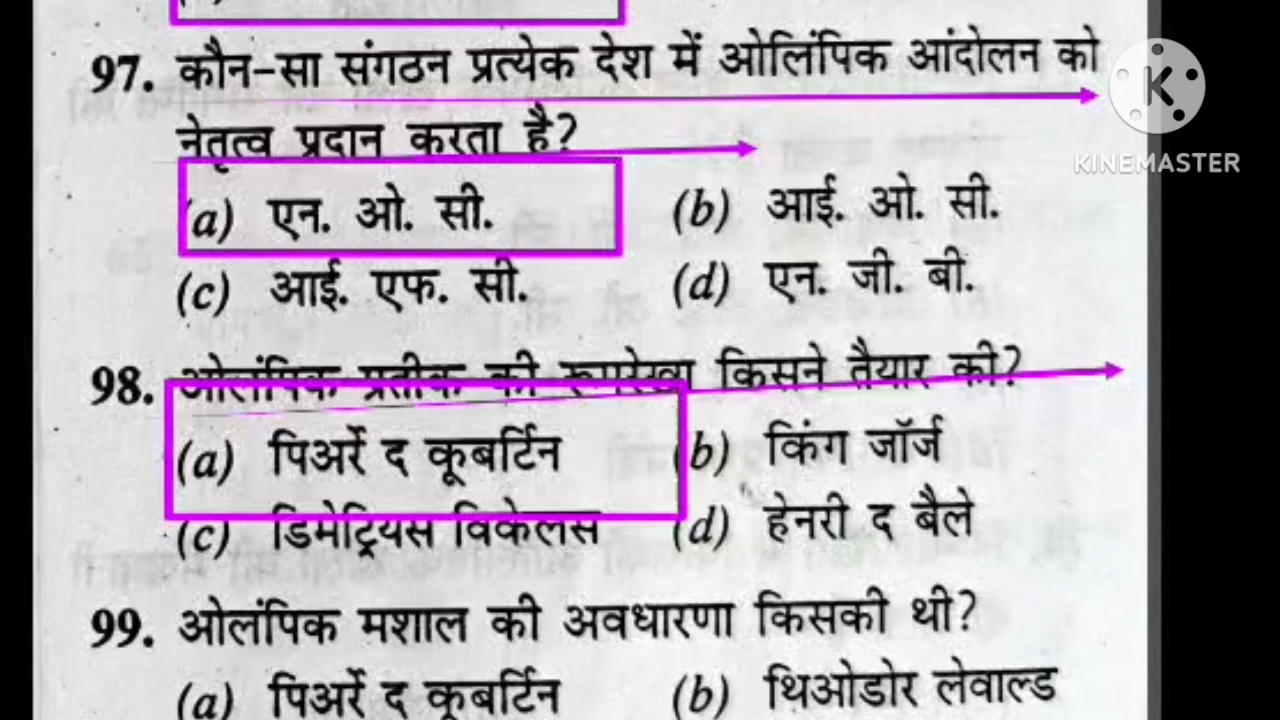 97. कौन-सा संगठन प्रत्येक देश में ओलिंपिक आंदोलन को
नेतृत्व प्रदान करता है?
(a) एन. ओ. सी. (b) आई. ओ. सी.
(c) आई. एफ. सी. (d) एन. जी. बी.
98. ओलंपिक प्रतीक की रूपरेखा किसने तैयार की?
(a) पिअर्रे द कूबर्टिन (b) किंग जॉर्ज
(c) डिमेट्रियस विकेलस (d) हेनरी द बैले
99. ओलंपिक मशाल की अवधारणा किसकी थी?
(a) पिअर्रे द कूबर्टिन (b) थिओडोर लेवाल्ड
K
KINEMASTER